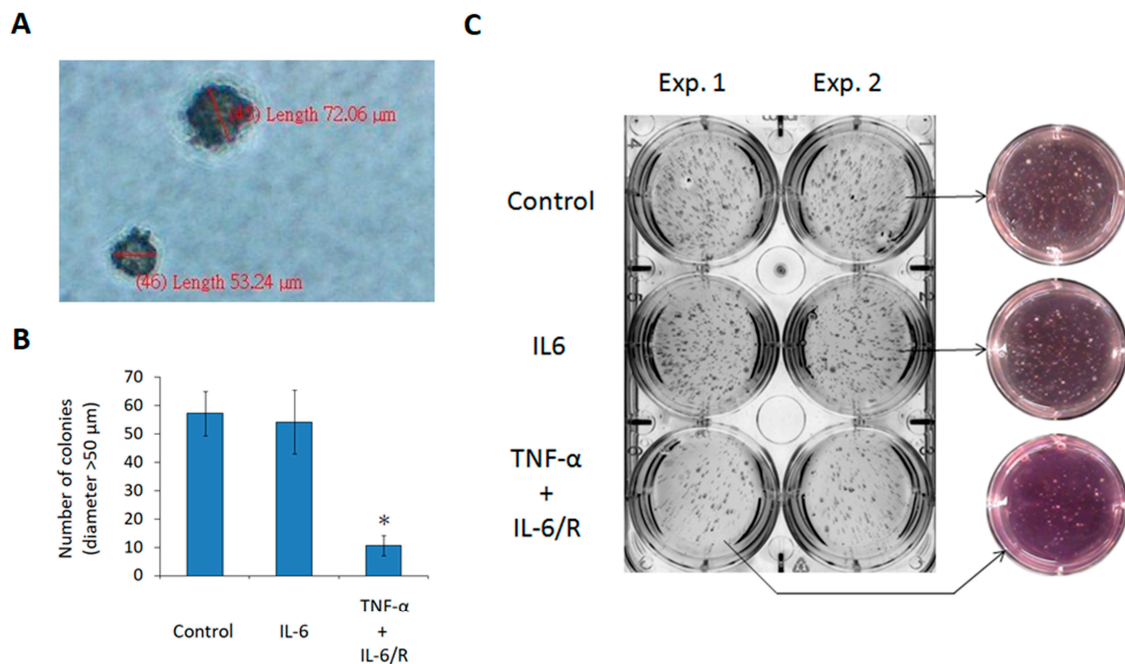 A
(43) Length 72.06 µm
(46) Length 53.24 µm
B
Number of colonies
(diameter >50 µm)
70
60
50
40
30
20
10
0
*
Control
IL-6
TNF-α
+
IL-6/R
C
Exp. 1
Exp. 2
Control
IL6
TNF-α
+
IL-6/R